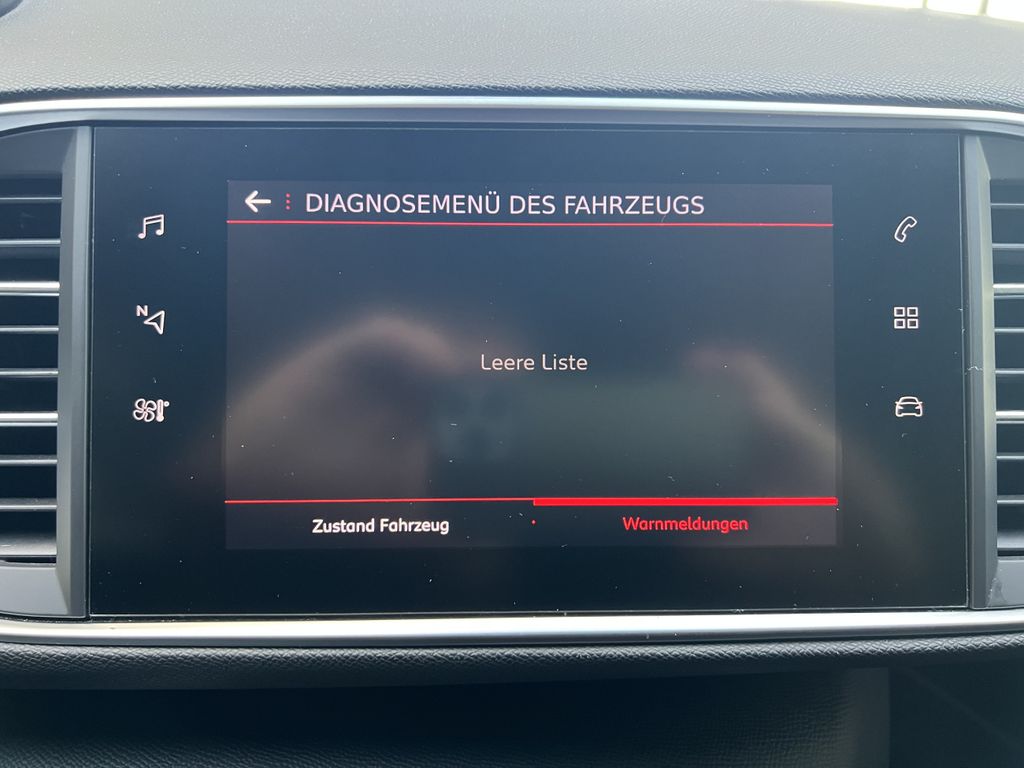 DIAGNOSEMENÜ DES FAHRZEUGS
N
Leere Liste
Zustand Fahrzeug
Warnmeldungen